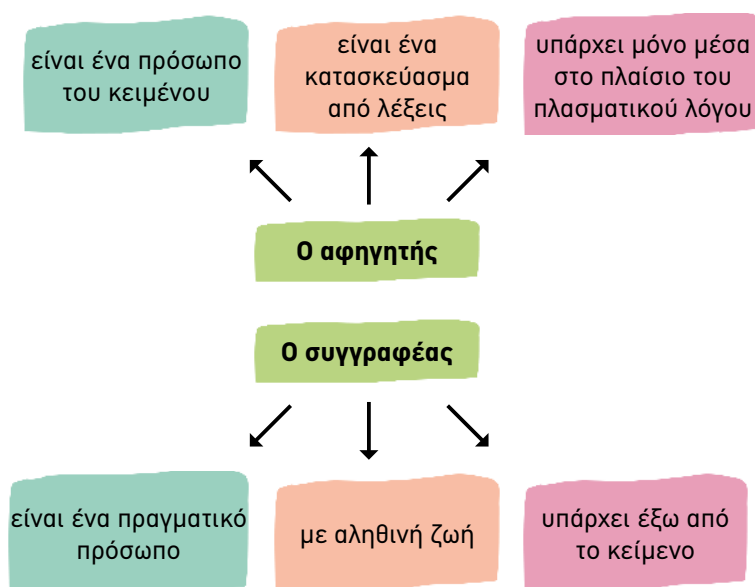 είναι ένα πρόσωπο
του κειμένου
είναι ένα
κατασκεύασμα
από λέξεις
υπάρχει μόνο μέσα
στο πλαίσιο του
πλασματικού λόγου
Ο αφηγητής
Ο συγγραφέας
είναι ένα πραγματικό
πρόσωπο
με αληθινή ζωή
υπάρχει έξω από
το κείμενο